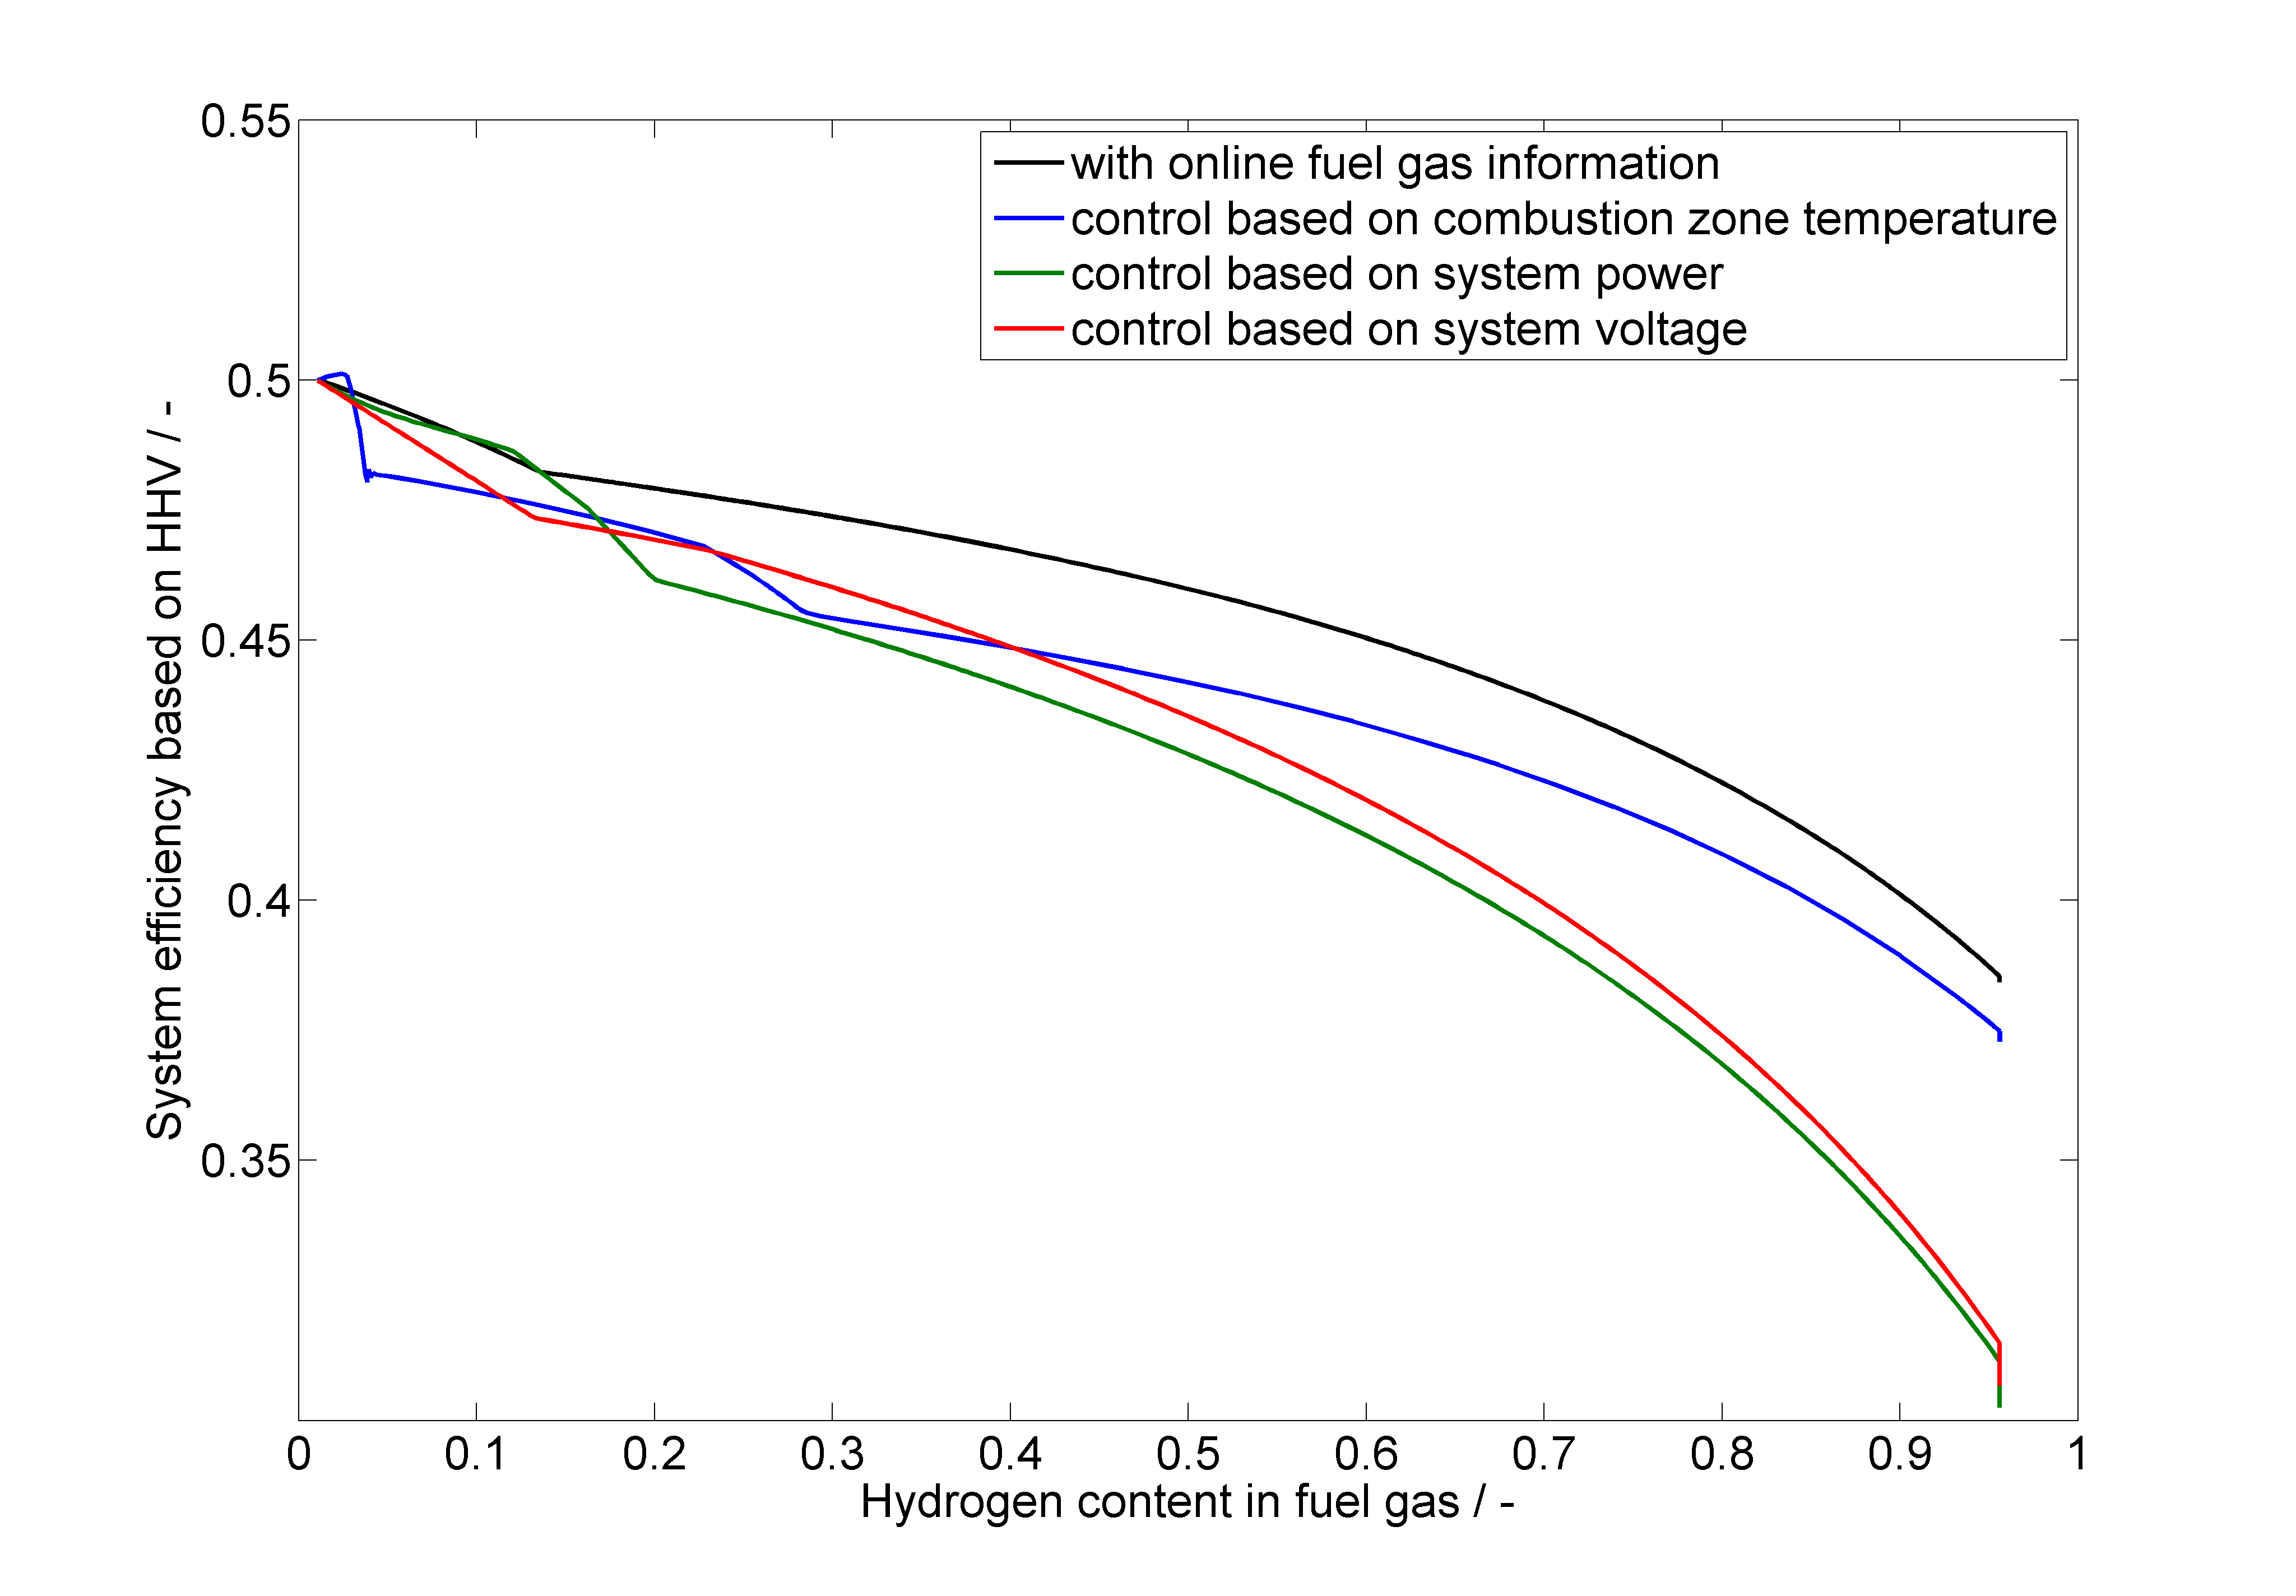 0.55
0.5
0.45
0.4
0.35
System efficiency based on HHV / -
with online fuel gas information
control based on combustion zone temperature
control based on system power
control based on system voltage
0 0.1 0.2 0.3 0.4 0.5 0.6 0.7 0.8 0.9 1
Hydrogen content in fuel gas / -